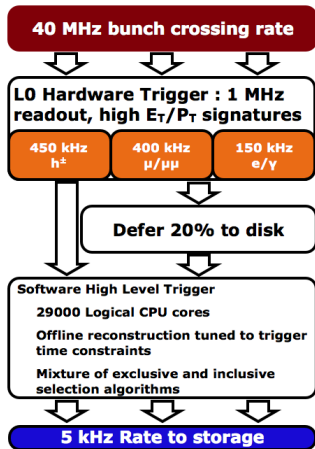 40 MHz bunch crossing rate
L0 Hardware Trigger : 1 MHz
readout, high E_T/P_T signatures
450 kHz
h±
400 kHz
μ/μμ
150 kHz
e/γ
Defer 20% to disk
Software High Level Trigger
29000 Logical CPU cores
Offline reconstruction tuned to trigger
time constraints
Mixture of exclusive and inclusive
selection algorithms
5 kHz Rate to storage